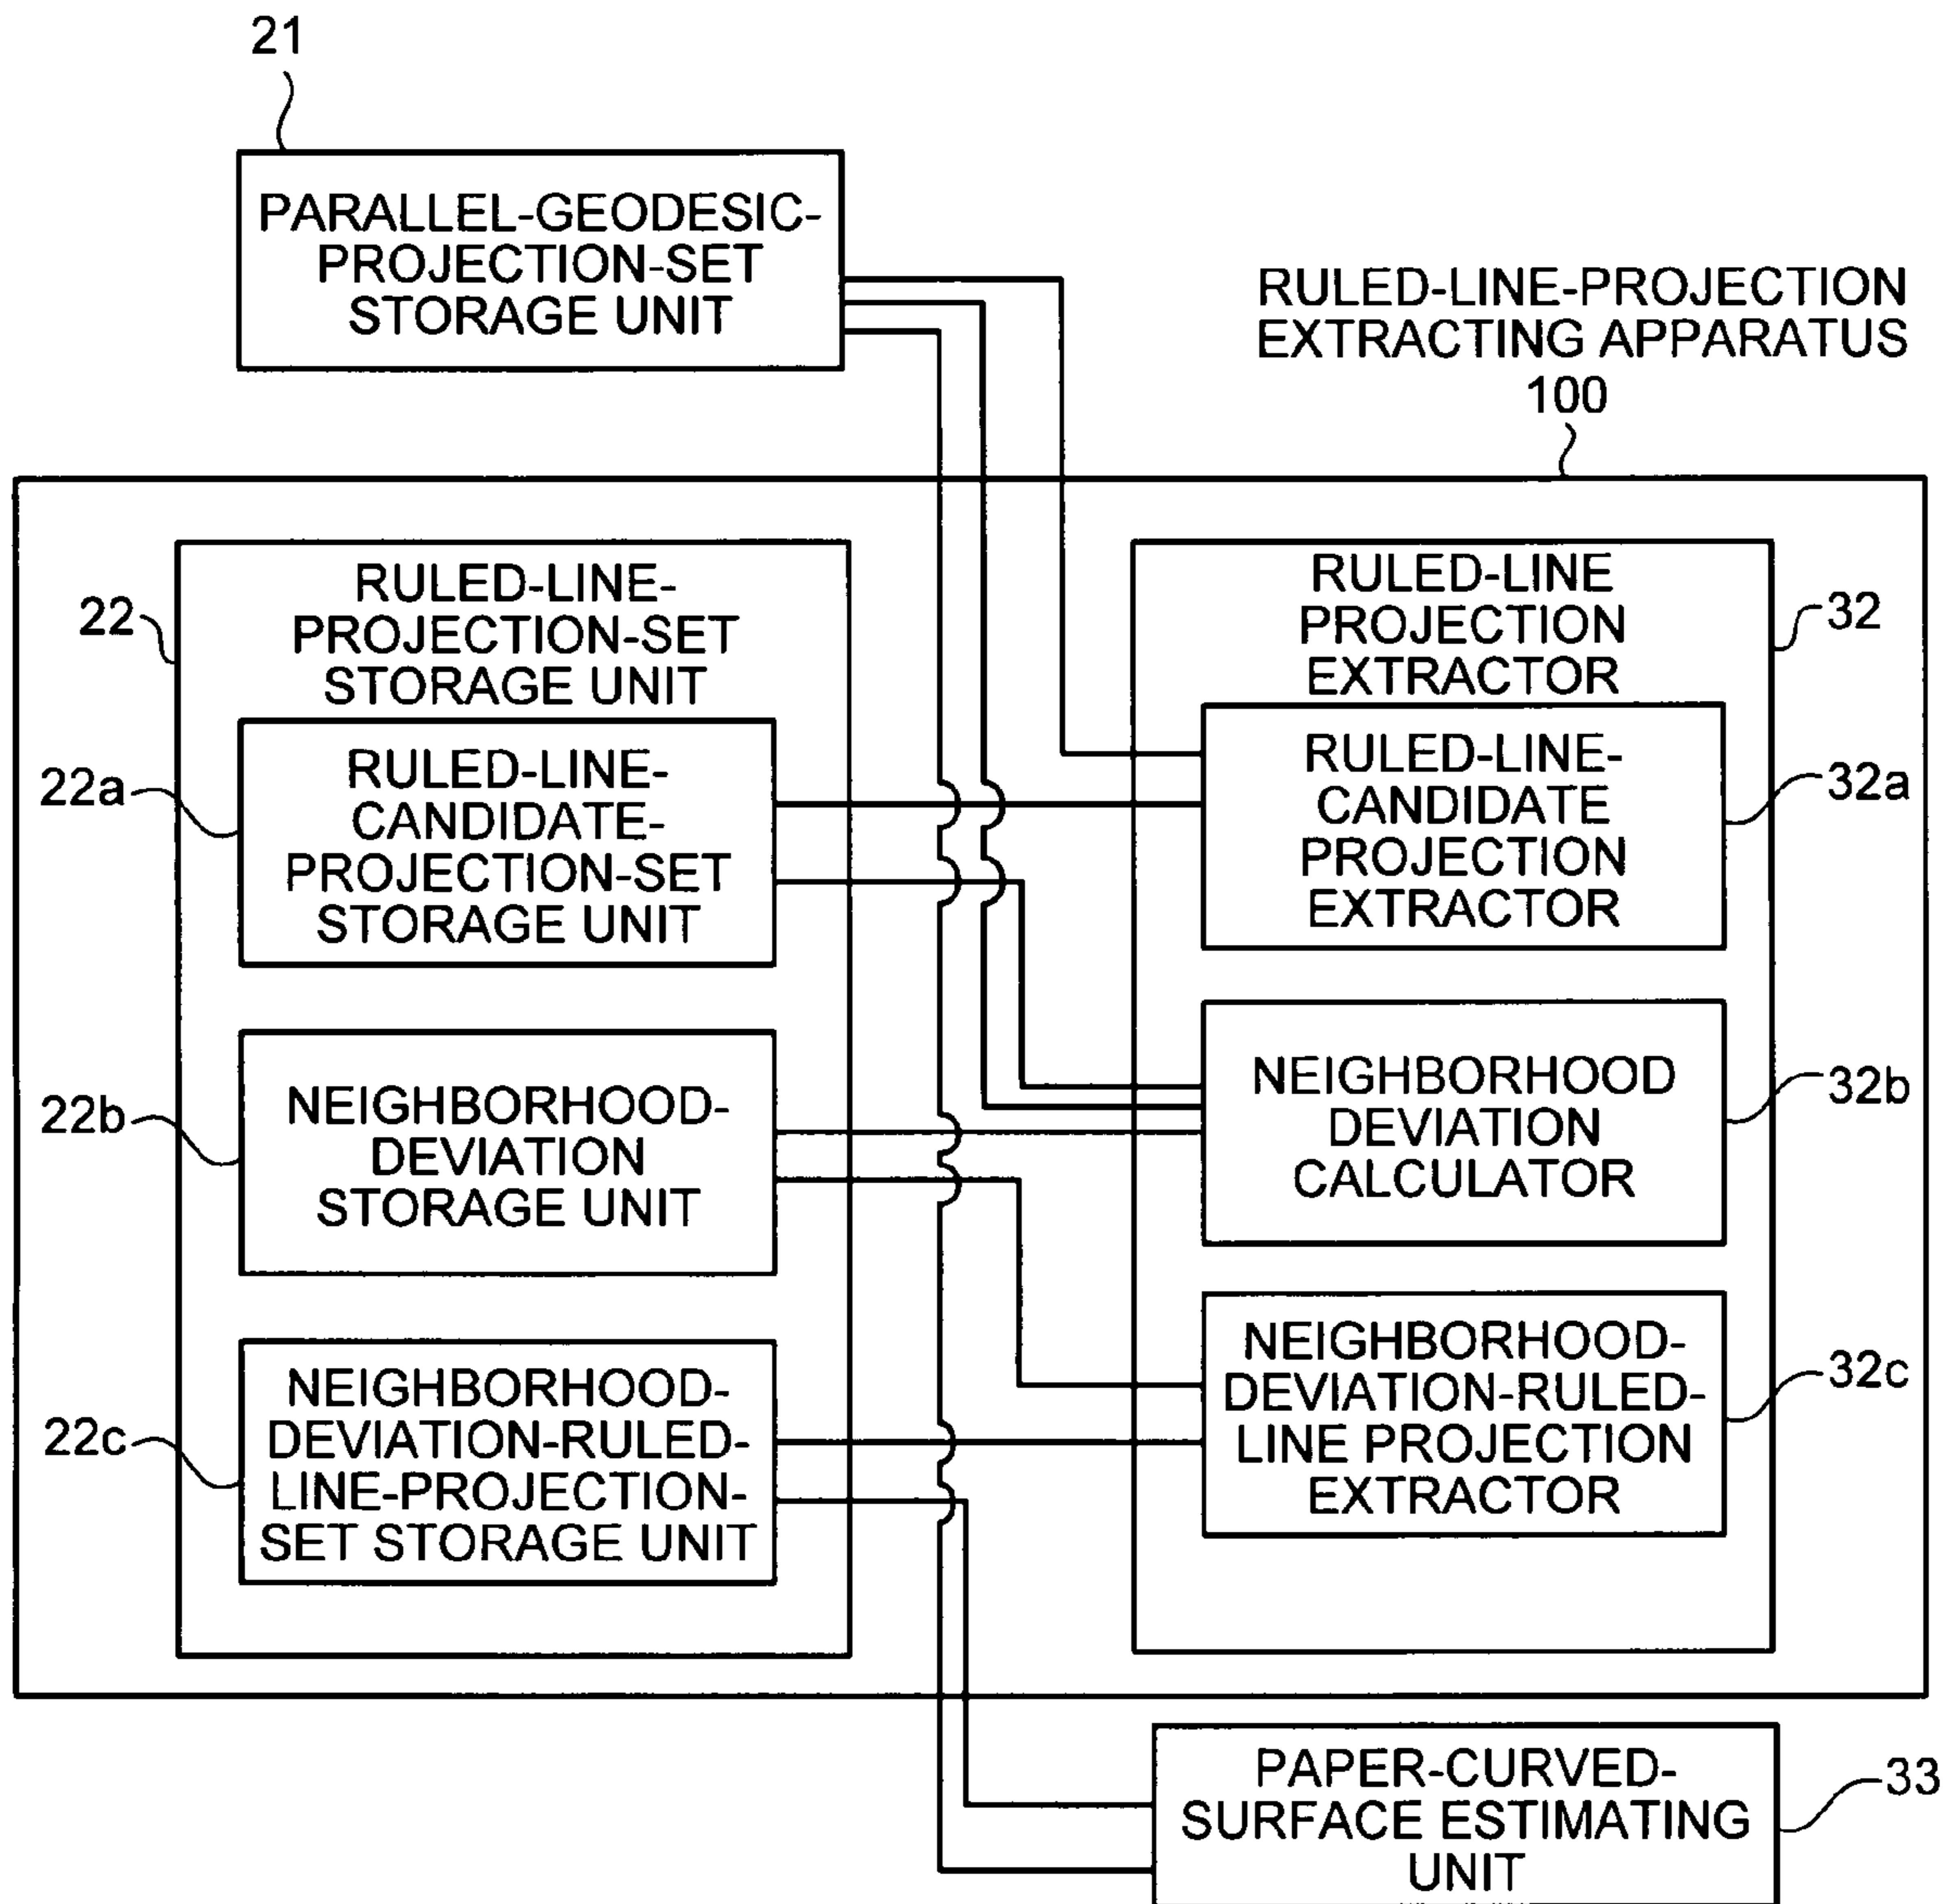 21
PARALLEL-GEODESIC-
PROJECTION-SET
STORAGE UNIT
RULED-LINE-PROJECTION
EXTRACTING APPARATUS
100
22
RULED-LINE-
PROJECTION-SET
STORAGE UNIT
22a
RULED-LINE-
CANDIDATE-
PROJECTION-SET
STORAGE UNIT
22b
NEIGHBORHOOD-
DEVIATION
STORAGE UNIT
22c
NEIGHBORHOOD-
DEVIATION-RULED-
LINE-PROJECTION-
SET STORAGE UNIT
RULED-LINE
PROJECTION
EXTRACTOR
32
RULED-LINE-
CANDIDATE
PROJECTION
EXTRACTOR
32a
NEIGHBORHOOD
DEVIATION
CALCULATOR
32b
NEIGHBORHOOD-
DEVIATION-RULED-
LINE PROJECTION
EXTRACTOR
32c
PAPER-CURVED-
SURFACE ESTIMATING
UNIT
33